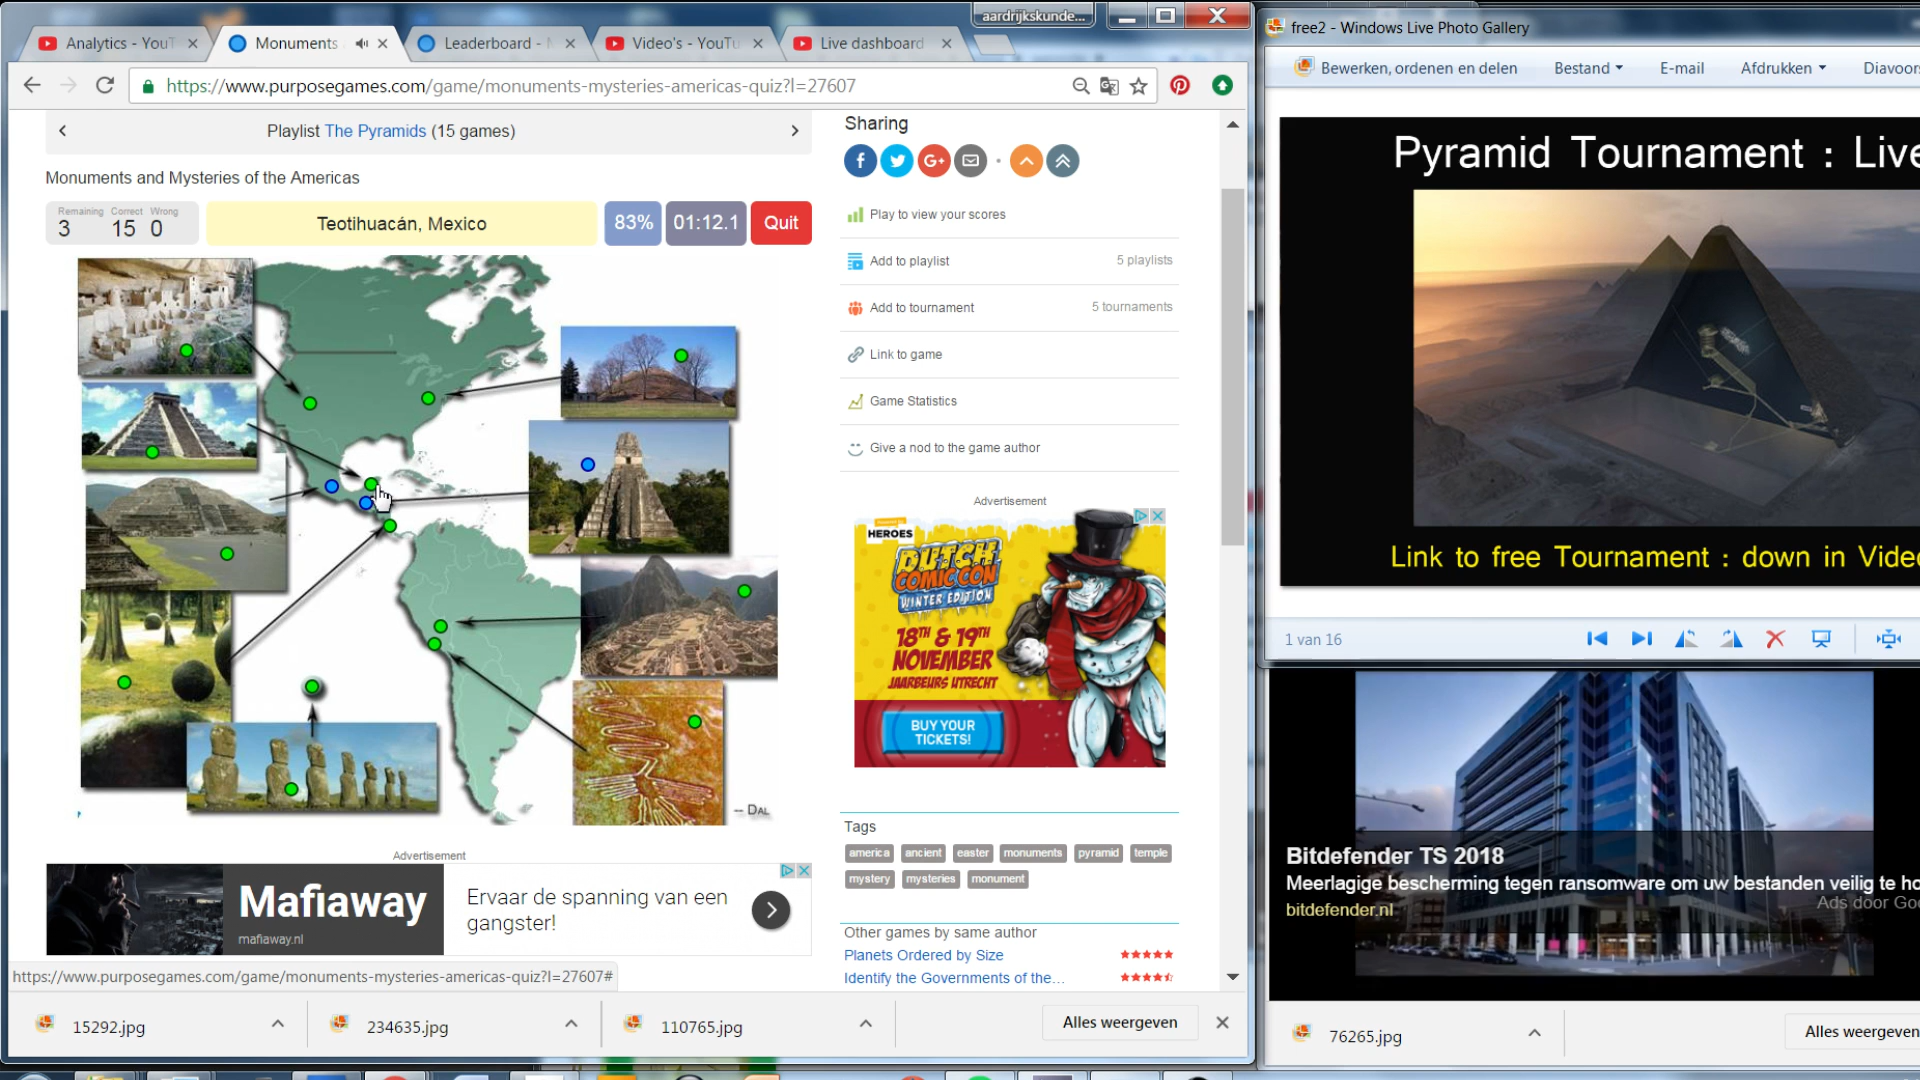 aardrijkskunde...
Analytics - YouT
Monuments
Leaderboard - M
Video's - YouTu
Live dashboard
https://www.purposegames.com/game/monuments-mysteries-americas-quiz?l=27607
Playlist The Pyramids (15 games)
Monuments and Mysteries of the Americas
Remaining Correct Wrong
3 15 0
Teotihuacán, Mexico
83%
01:12.1
Quit
-- DAL
Advertisement
Mafiaway
mafiaway.nl
Ervaar de spanning van een
gangster!
https://www.purposegames.com/game/monuments-mysteries-americas-quiz?l=27607#
Sharing
Play to view your scores
Add to playlist 5 playlists
Add to tournament 5 tournaments
Link to game
Game Statistics
Give a nod to the game author
Advertisement
HEROES
DUTCH
COMIC CON
WINTER EDITION
18TH & 19TH
NOVEMBER
JAARBEURS UTRECHT
BUY YOUR
TICKETS!
Tags
america ancient easter monuments pyramid temple
mystery mysteries monument
Other games by same author
Planets Ordered by Size
Identify the Governments of the...
15292.jpg
234635.jpg
110765.jpg
Alles weergeven
free2 - Windows Live Photo Gallery
Bewerken, ordenen en delen Bestand E-mail Afdrukken Diavoors
Pyramid Tournament : Live
Link to free Tournament : down in Video
1 van 16
Bitdefender TS 2018
Meerlagige bescherming tegen ransomware om uw bestanden veilig te ho
Ads door Goo
bitdefender.nl
76265.jpg
Alles weergeven